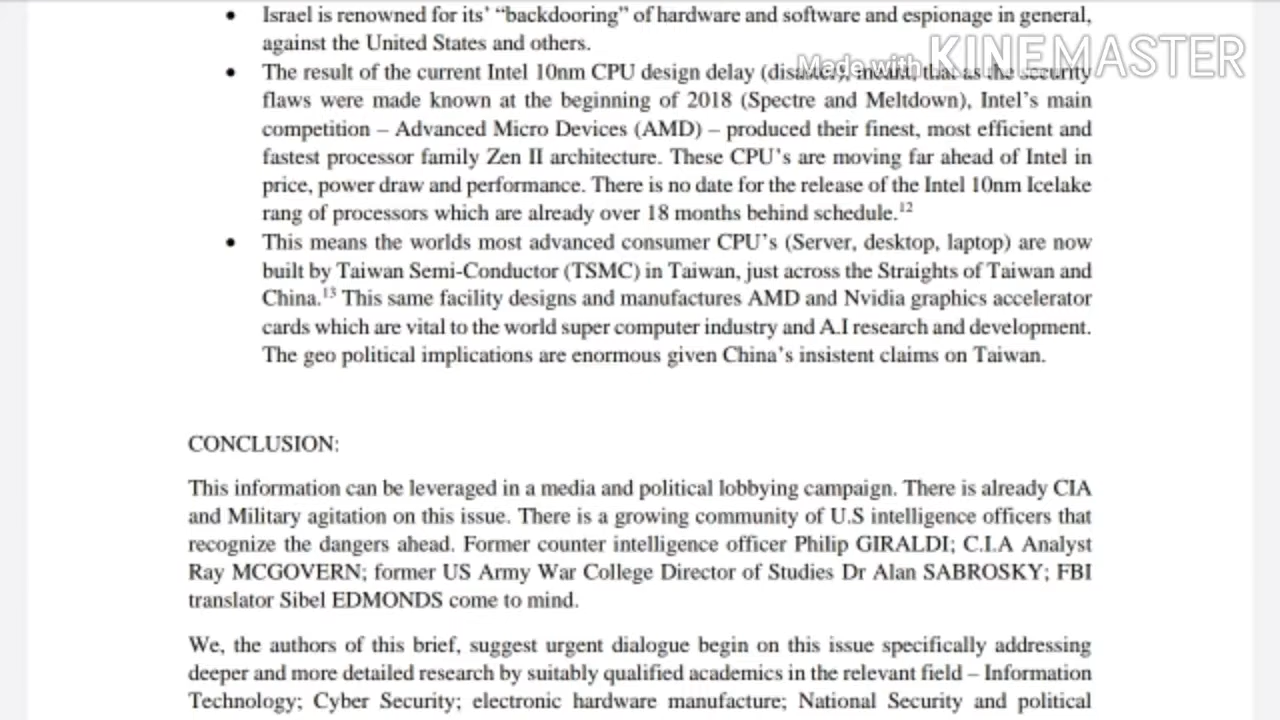 Israel is renowned for its’ “backdooring” of hardware and software and espionage in general,
against the United States and others.
Made with KINEMASTER
The result of the current Intel 10nm CPU design delay (disaster), meant, that as the security
flaws were made known at the beginning of 2018 (Spectre and Meltdown), Intel’s main
competition – Advanced Micro Devices (AMD) – produced their finest, most efficient and
fastest processor family Zen II architecture. These CPU’s are moving far ahead of Intel in
price, power draw and performance. There is no date for the release of the Intel 10nm Icelake
rang of processors which are already over 18 months behind schedule.12
This means the worlds most advanced consumer CPU’s (Server, desktop, laptop) are now
built by Taiwan Semi-Conductor (TSMC) in Taiwan, just across the Straights of Taiwan and
China.13 This same facility designs and manufactures AMD and Nvidia graphics accelerator
cards which are vital to the world super computer industry and A.I research and development.
The geo political implications are enormous given China’s insistent claims on Taiwan.
CONCLUSION:
This information can be leveraged in a media and political lobbying campaign. There is already CIA
and Military agitation on this issue. There is a growing community of U.S intelligence officers that
recognize the dangers ahead. Former counter intelligence officer Philip GIRALDI; C.I.A Analyst
Ray MCGOVERN; former US Army War College Director of Studies Dr Alan SABROSKY; FBI
translator Sibel EDMONDS come to mind.
We, the authors of this brief, suggest urgent dialogue begin on this issue specifically addressing
deeper and more detailed research by suitably qualified academics in the relevant field – Information
Technology; Cyber Security; electronic hardware manufacture; National Security and political